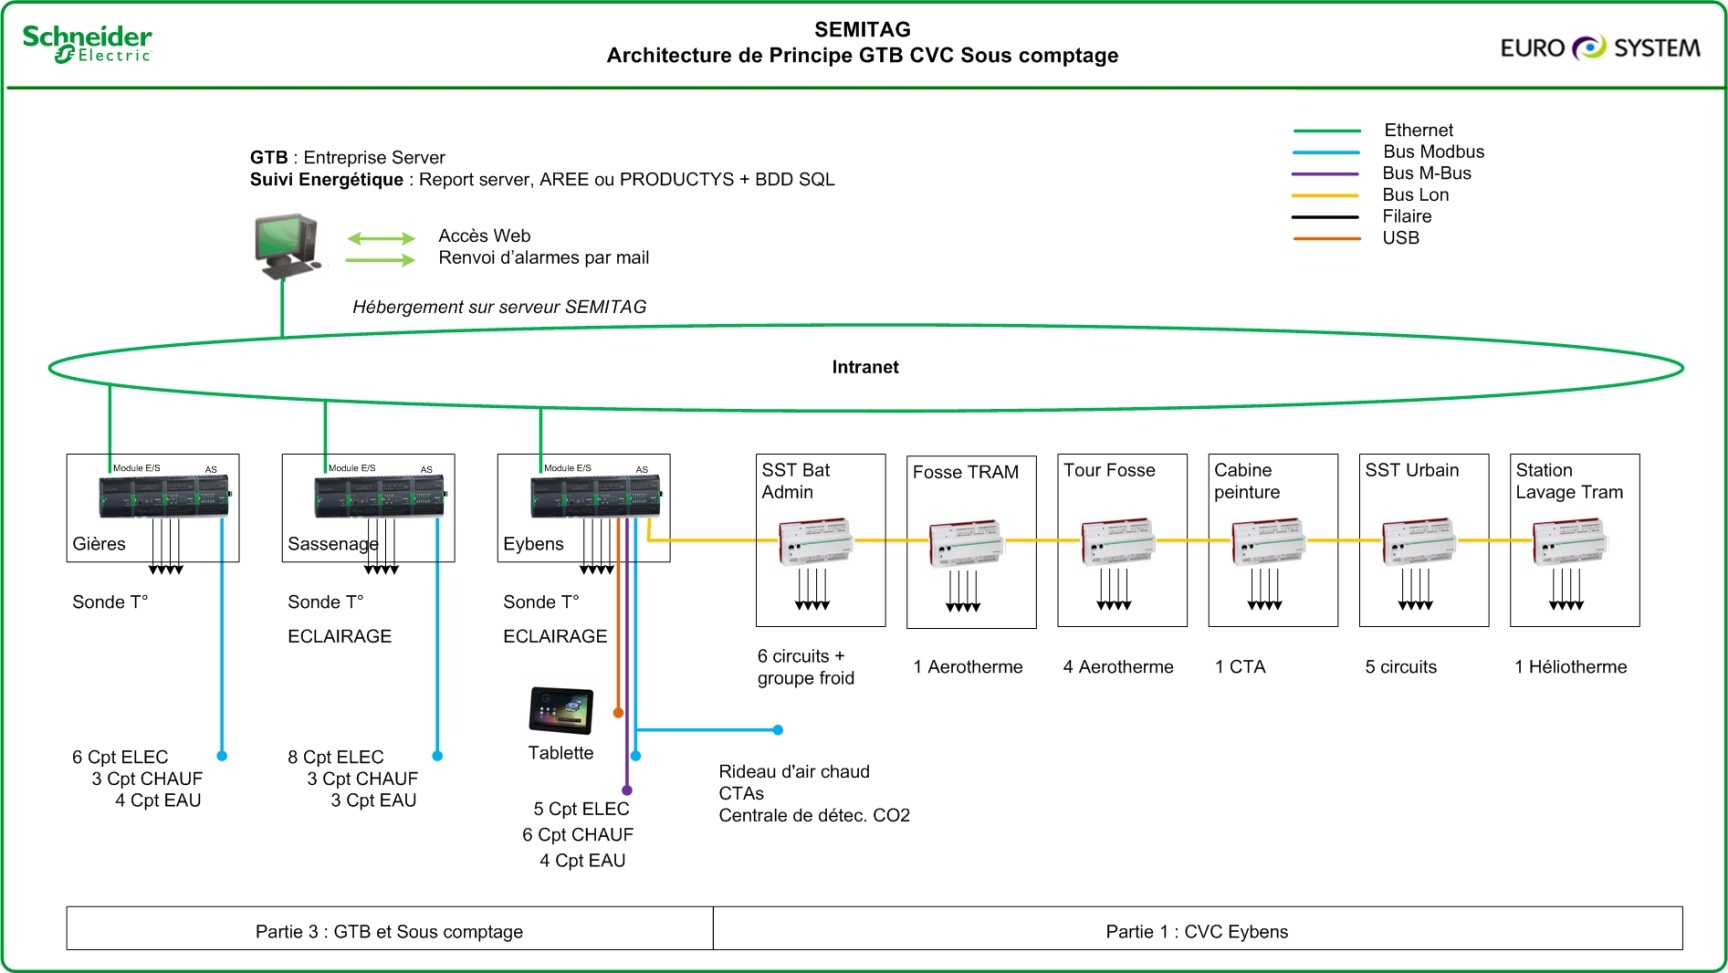 Schneider
Electric
SEMITAG
Architecture de Principe GTB CVC Sous comptage
EURO SYSTEM
Ethernet
Bus Modbus
Bus M-Bus
Bus Lon
Filaire
USB
GTB : Entreprise Server
Suivi Energétique : Report server, AREE ou PRODUCTYS + BDD SQL
Accès Web
Renvoi d'alarmes par mail
Hébergement sur serveur SEMITAG
Intranet
Module E/S AS
Gières
Sonde T°
6 Cpt ELEC
3 Cpt CHAUF
4 Cpt EAU
Module E/S AS
Sassenage
Sonde T°
ECLAIRAGE
8 Cpt ELEC
3 Cpt CHAUF
3 Cpt EAU
Module E/S AS
Eybens
Sonde T°
ECLAIRAGE
Tablette
5 Cpt ELEC
6 Cpt CHAUF
4 Cpt EAU
Rideau d'air chaud
CTAs
Centrale de détec. CO2
SST Bat
Admin
6 circuits +
groupe froid
Fosse TRAM
1 Aerotherme
Tour Fosse
4 Aerotherme
Cabine
peinture
1 CTA
SST Urbain
5 circuits
Station
Lavage Tram
1 Héliotherme
Partie 3 : GTB et Sous comptage
Partie 1 : CVC Eybens